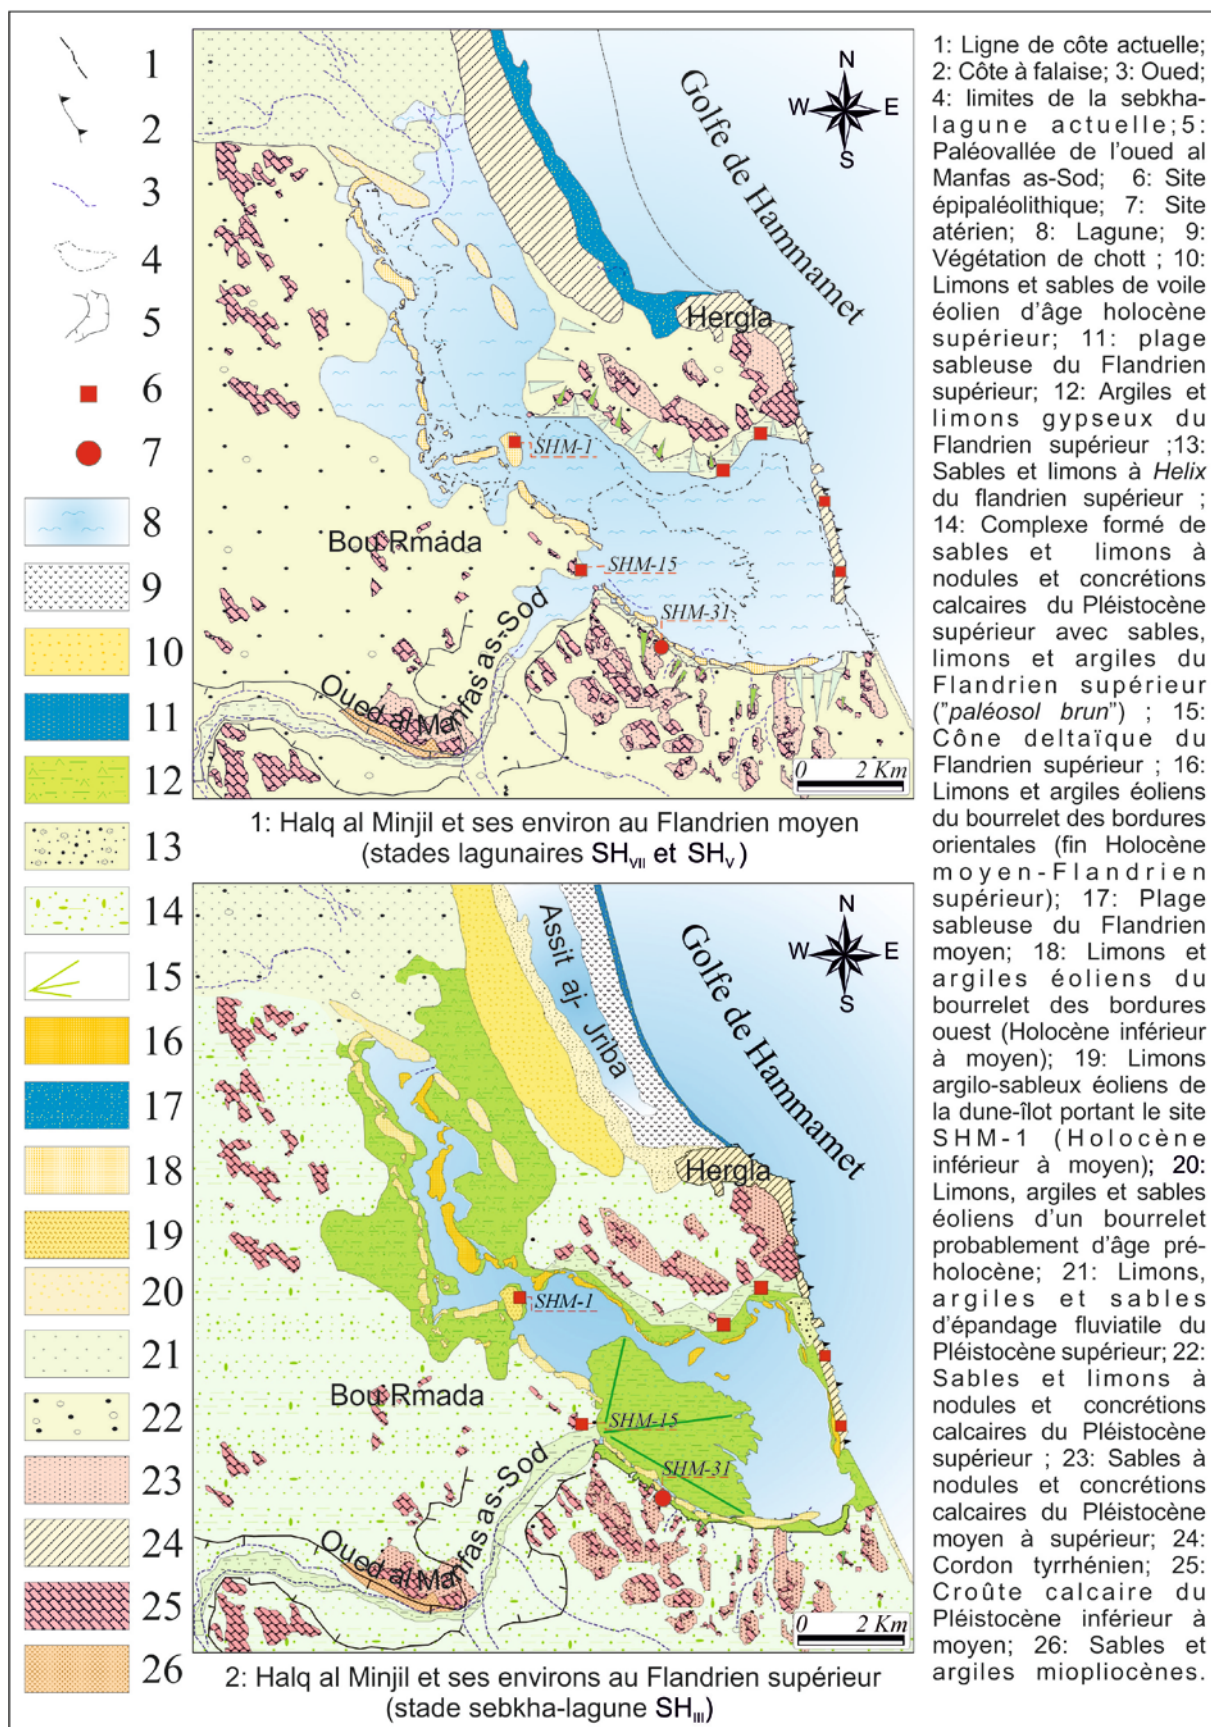 1
2
3
4
5
6
7
8
9
10
11
12
13
14
15
16
17
18
19
20
21
22
23
24
25
26
N
W E
S
Golfe de Hammamet
Hergla
SHM-1
Bou Rmáda
SHM-15
SHM-31
Oued al Manfas as-Sod
0 2 Km
1: Halq al Minjil et ses environ au Flandrien moyen
(stades lagunaires SHVII et SHV)
N
W E
S
Assit aj- Jriba
Golfe de Hammamet
Hergla
SHM-1
Bou Rmada
SHM-15
SHM-31
Oued al Manfas as-Sod
0 2 Km
2: Halq al Minjil et ses environs au Flandrien supérieur
(stade sebkha-lagune SHIII)
1: Ligne de côte actuelle;
2: Côte à falaise; 3: Oued;
4: limites de la sebkha-
lagune actuelle; 5:
Paléovallée de l'oued al
Manfas as-Sod; 6: Site
épipaléolithique; 7: Site
atérien; 8: Lagune; 9:
Végétation de chott ; 10:
Limons et sables de voile
éolien d'âge holocène
supérieur; 11: plage
sableuse du Flandrien
supérieur; 12: Argiles et
limons gypseux du
Flandrien supérieur ;13:
Sables et limons à Helix
du flandrien supérieur ;
14: Complexe formé de
sables et limons à
nodules et concrétions
calcaires du Pléistocène
supérieur avec sables,
limons et argiles du
Flandrien supérieur
("paléosol brun") ; 15:
Cône deltaïque du
Flandrien supérieur ; 16:
Limons et argiles éoliens
du bourrelet des bordures
orientales (fin Holocène
moyen-Flandrien
supérieur); 17: Plage
sableuse du Flandrien
moyen; 18: Limons et
argiles éoliens du
bourrelet des bordures
ouest (Holocène inférieur
à moyen); 19: Limons
argilo-sableux éoliens de
la dune-îlot portant le site
SHM-1 (Holocène
inférieur à moyen); 20:
Limons, argiles et sables
éoliens d'un bourrelet
probablement d'âge pré-
holocène; 21: Limons,
argiles et sables
d'épandage fluviatile du
Pléistocène supérieur; 22:
Sables et limons à
nodules et concrétions
calcaires du Pléistocène
supérieur ; 23: Sables à
nodules et concrétions
calcaires du Pléistocène
moyen à supérieur; 24:
Cordon tyrrhénien; 25:
Croûte calcaire du
Pléistocène inférieur à
moyen; 26: Sables et
argiles miopliocènes.